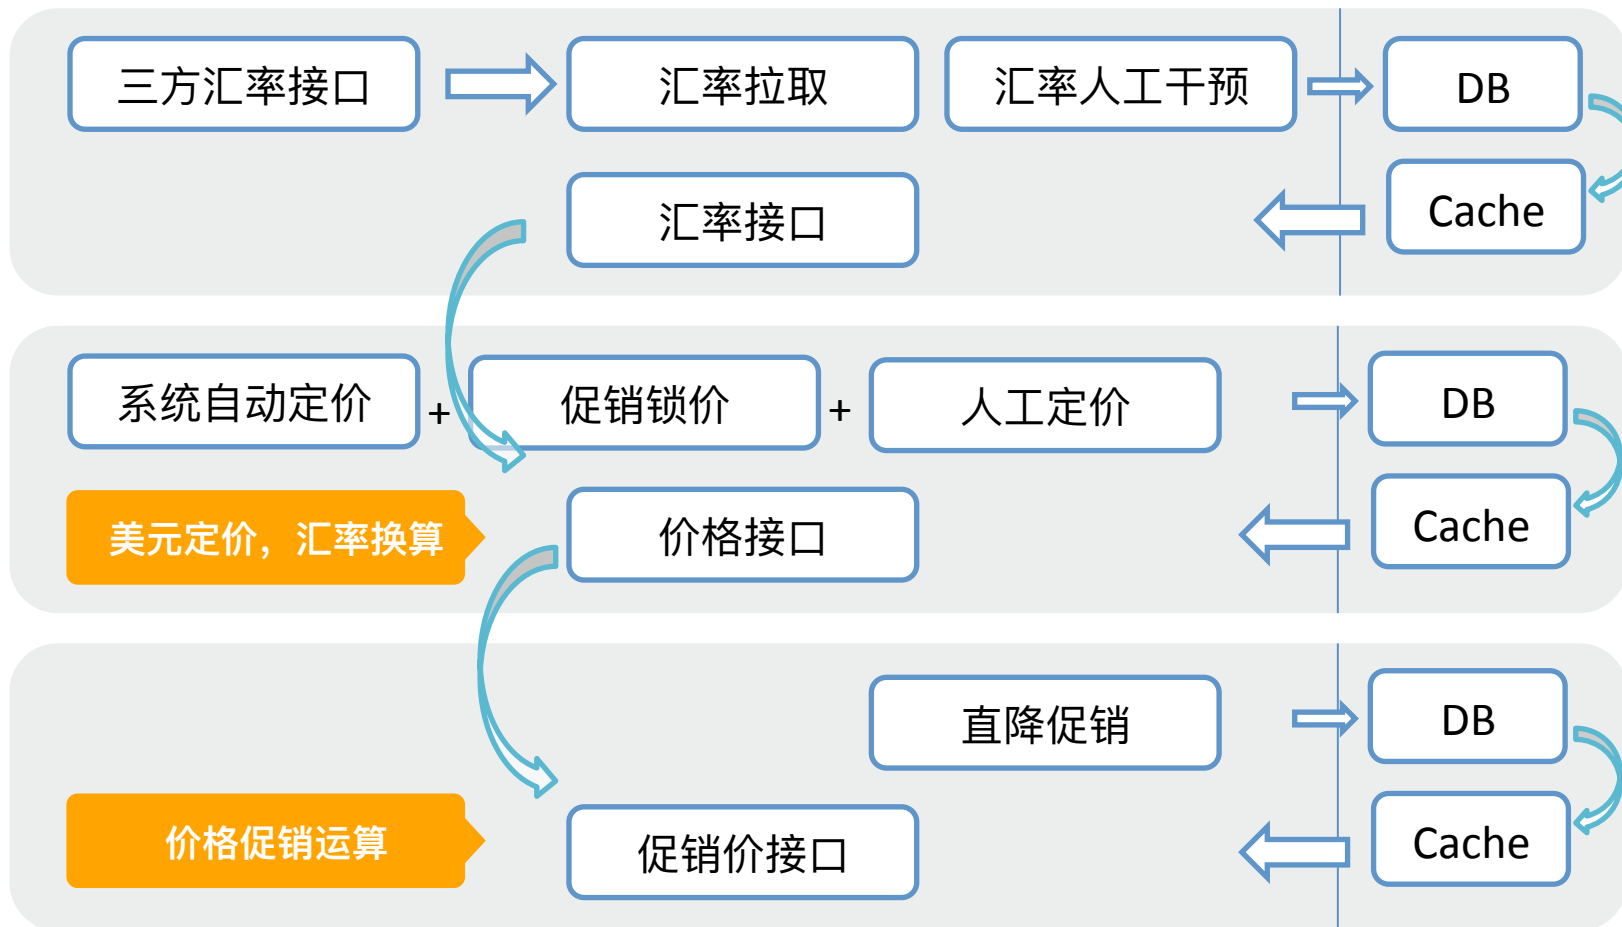 三方汇率接口
汇率拉取
汇率人工干预
DB
汇率接口
Cache
系统自动定价
+
促销锁价
+
人工定价
DB
美元定价，汇率换算
价格接口
Cache
直降促销
DB
价格促销运算
促销价接口
Cache